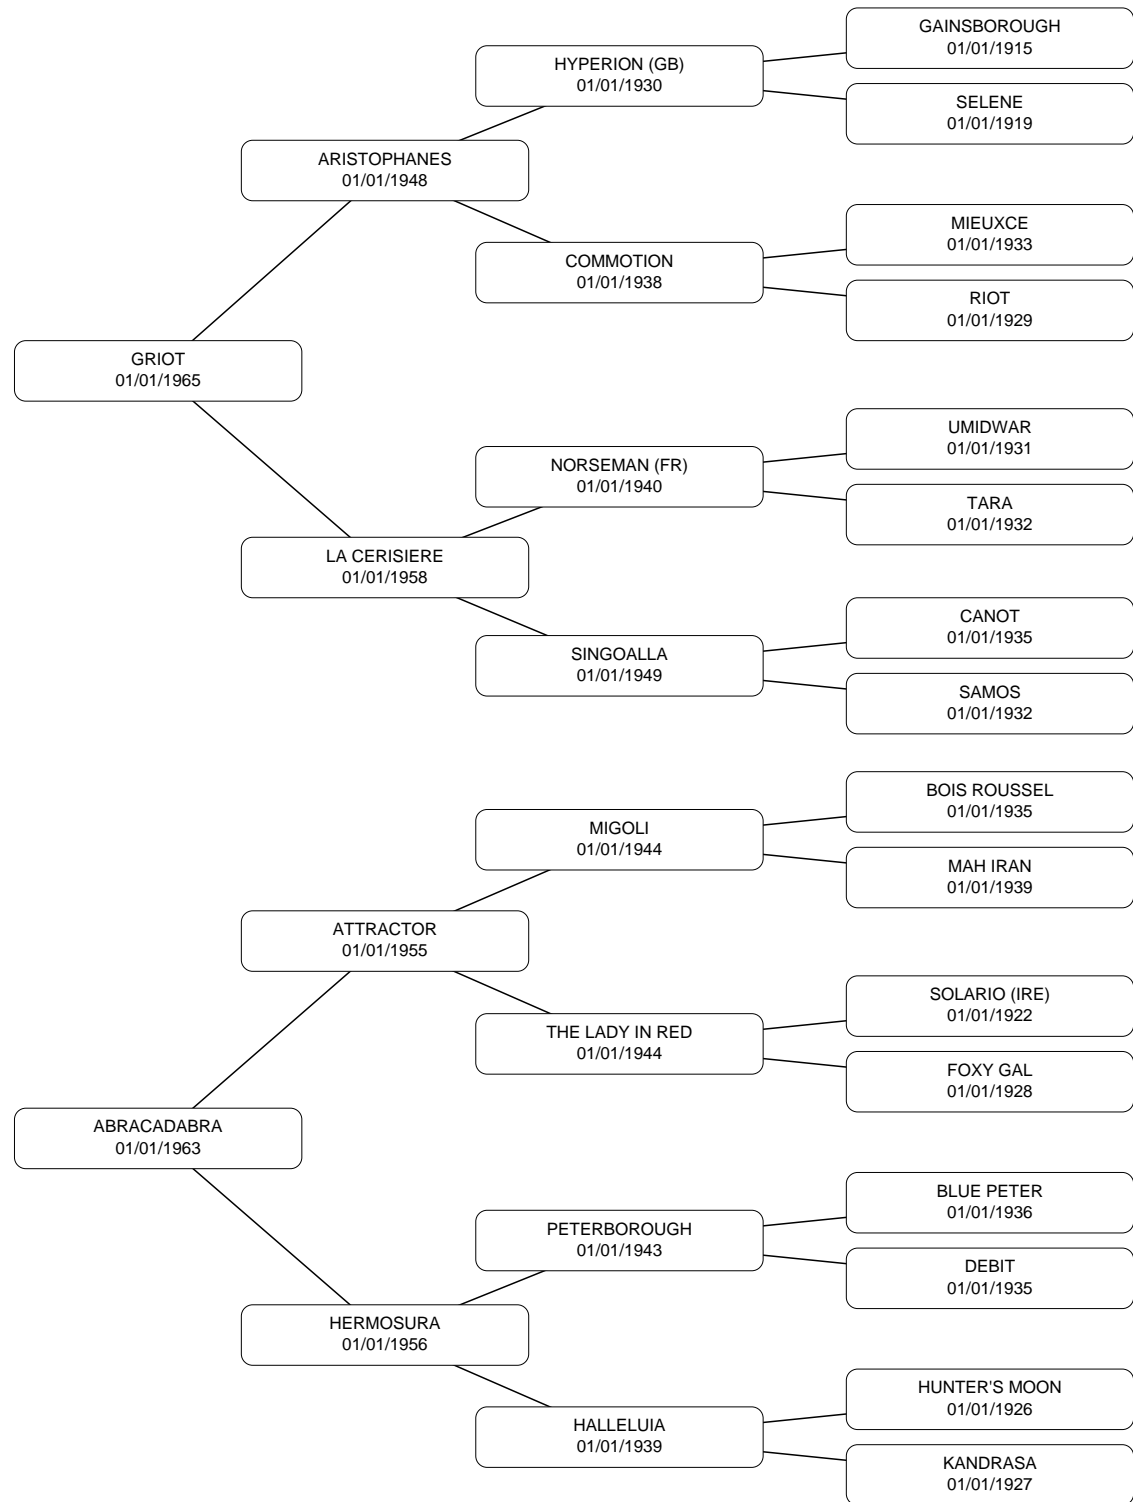 GAINSBOROUGH
01/01/1915
HYPERION (GB)
01/01/1930
SELENE
01/01/1919
ARISTOPHANES
01/01/1948
MIEUXCE
01/01/1933
COMMOTION
01/01/1938
RIOT
01/01/1929
GRIOT
01/01/1965
UMIDWAR
01/01/1931
NORSEMAN (FR)
01/01/1940
TARA
01/01/1932
LA CERISIERE
01/01/1958
CANOT
01/01/1935
SINGOALLA
01/01/1949
SAMOS
01/01/1932
BOIS ROUSSEL
01/01/1935
MIGOLI
01/01/1944
MAH IRAN
01/01/1939
ATTRACTOR
01/01/1955
SOLARIO (IRE)
01/01/1922
THE LADY IN RED
01/01/1944
FOXY GAL
01/01/1928
ABRACADABRA
01/01/1963
BLUE PETER
01/01/1936
PETERBOROUGH
01/01/1943
DEBIT
01/01/1935
HERMOSURA
01/01/1956
HUNTER'S MOON
01/01/1926
HALLELUIA
01/01/1939
KANDRASA
01/01/1927